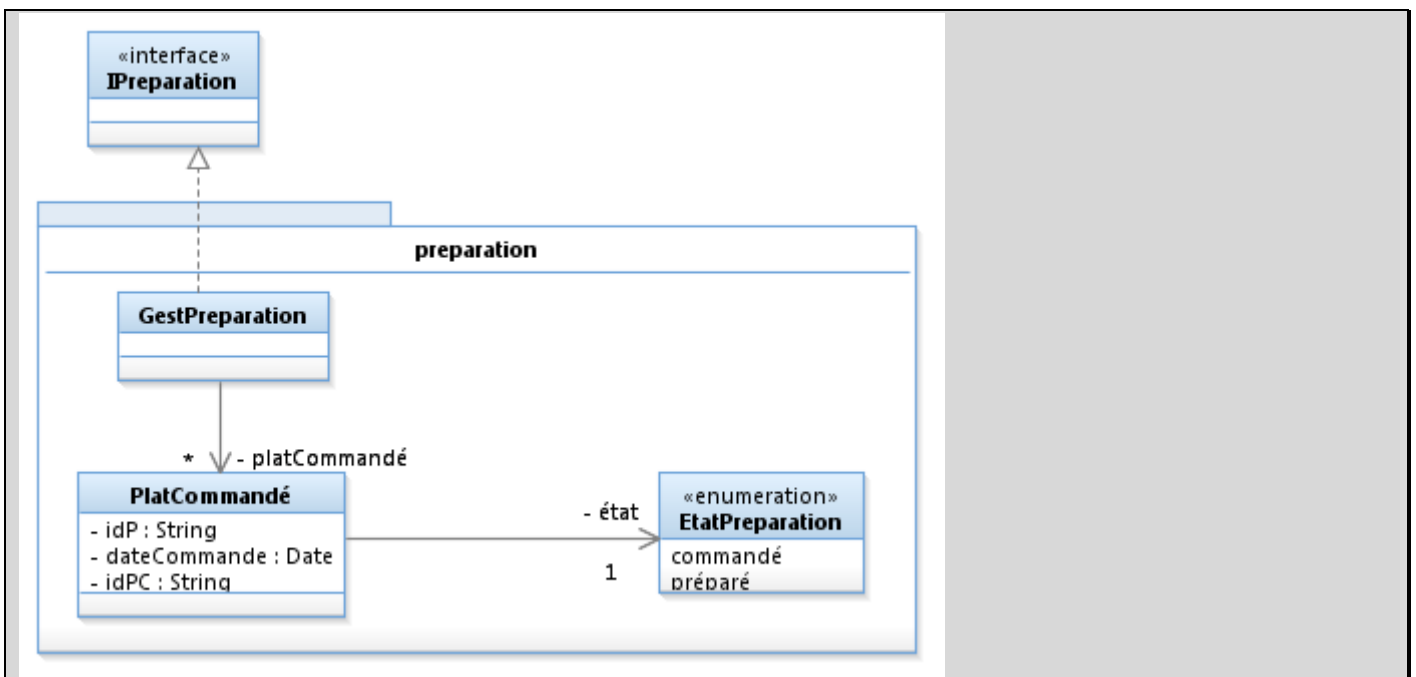 «interface»
IPreparation
preparation
GestPreparation
* - platCommandé
PlatCommandé
- idP : String
- dateCommande : Date
- idPC : String
- état
1
«enumeration»
EtatPreparation
commandé
préparé